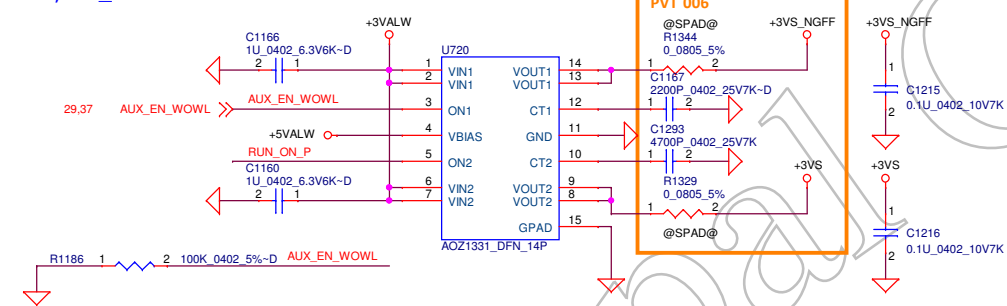 PVT 006
+3VALW
@SPAD@
+3VS_NGFF
+3VS_NGFF
C1166
1U_0402_6.3V6K~D
2 1
U720
R1344
0_0805_5%
1 2
1 VIN1
2 VIN1
VOUT1 14
VOUT1 13
C1167
2200P_0402_25V7K~D
1 2
1
C1215
0.1U_0402_10V7K
2
29,37 AUX_EN_WOWL
AUX_EN_WOWL
3 ON1
CT1 12
+5VALW
4 VBIAS
GND 11
C1293
4700P_0402_25V7K
1 2
RUN_ON_P
5 ON2
CT2 10
C1160
1U_0402_6.3V6K~D
2 1
6 VIN2
7 VIN2
VOUT2 9
VOUT2 8
R1329
0_0805_5%
1 2
+3VS
+3VS
@SPAD@
GPAD 15
AOZ1331_DFN_14P
1
C1216
0.1U_0402_10V7K
2
R1186 1 2 100K_0402_5%~D AUX_EN_WOWL